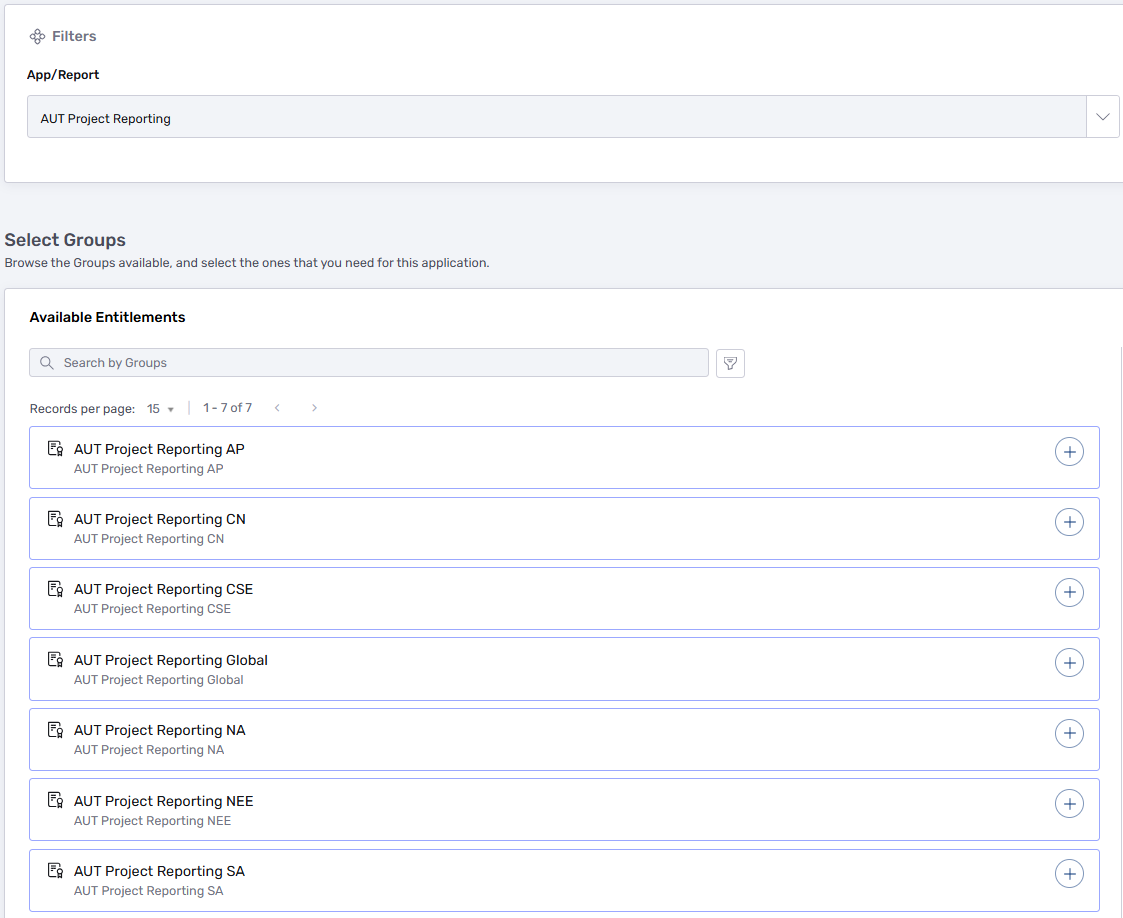 Filters
App/Report
AUT Project Reporting
Select Groups
Browse the Groups available, and select the ones that you need for this application.
Available Entitlements
Search by Groups
Records per page: 15 1 - 7 of 7
AUT Project Reporting AP
AUT Project Reporting AP
AUT Project Reporting CN
AUT Project Reporting CN
AUT Project Reporting CSE
AUT Project Reporting CSE
AUT Project Reporting Global
AUT Project Reporting Global
AUT Project Reporting NA
AUT Project Reporting NA
AUT Project Reporting NEE
AUT Project Reporting NEE
AUT Project Reporting SA
AUT Project Reporting SA